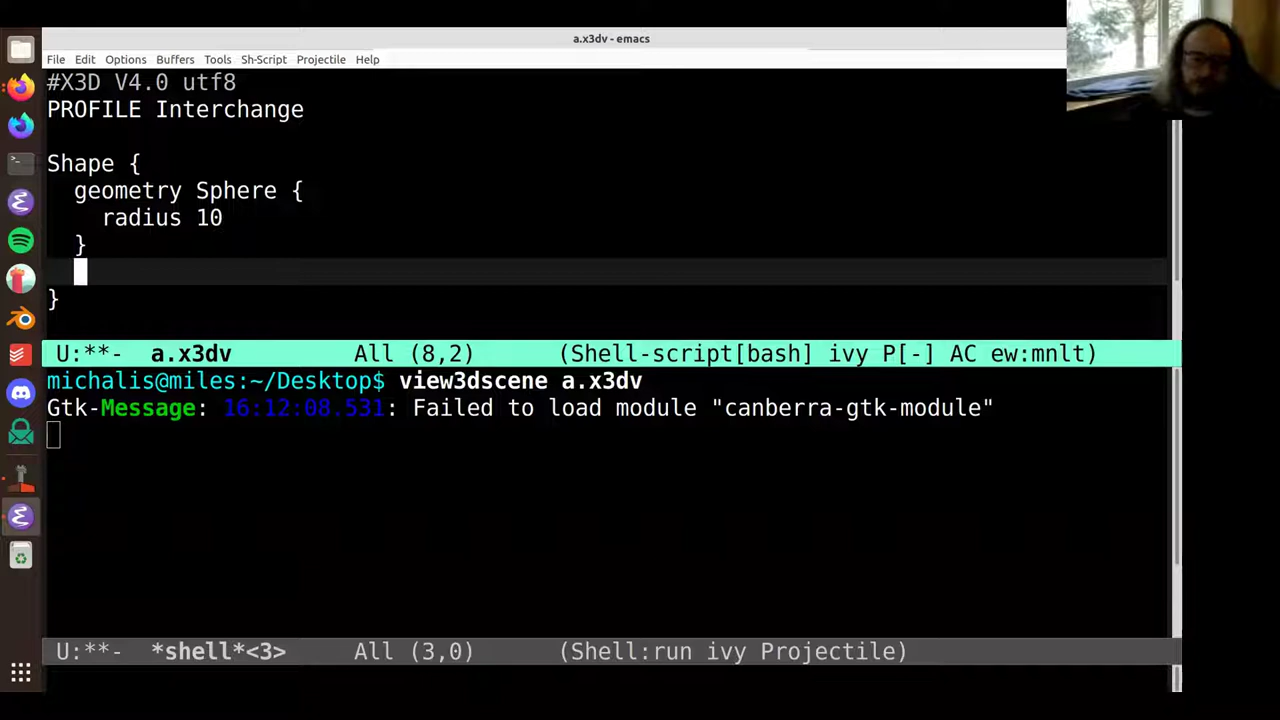 a.x3dv - emacs
File Edit Options Buffers Tools Sh-Script Projectile Help
#X3D V4.0 utf8
PROFILE Interchange
Shape {
geometry Sphere {
radius 10
}
}
U:**- a.x3dv All (8,2) (Shell-script[bash] ivy P[-] AC ew:mnlt)
michalis@miles:~/Desktop$ view3dscene a.x3dv
Gtk-Message: 16:12:08.531: Failed to load module "canberra-gtk-module"
U:**- *shell*<3> All (3,0) (Shell:run ivy Projectile)